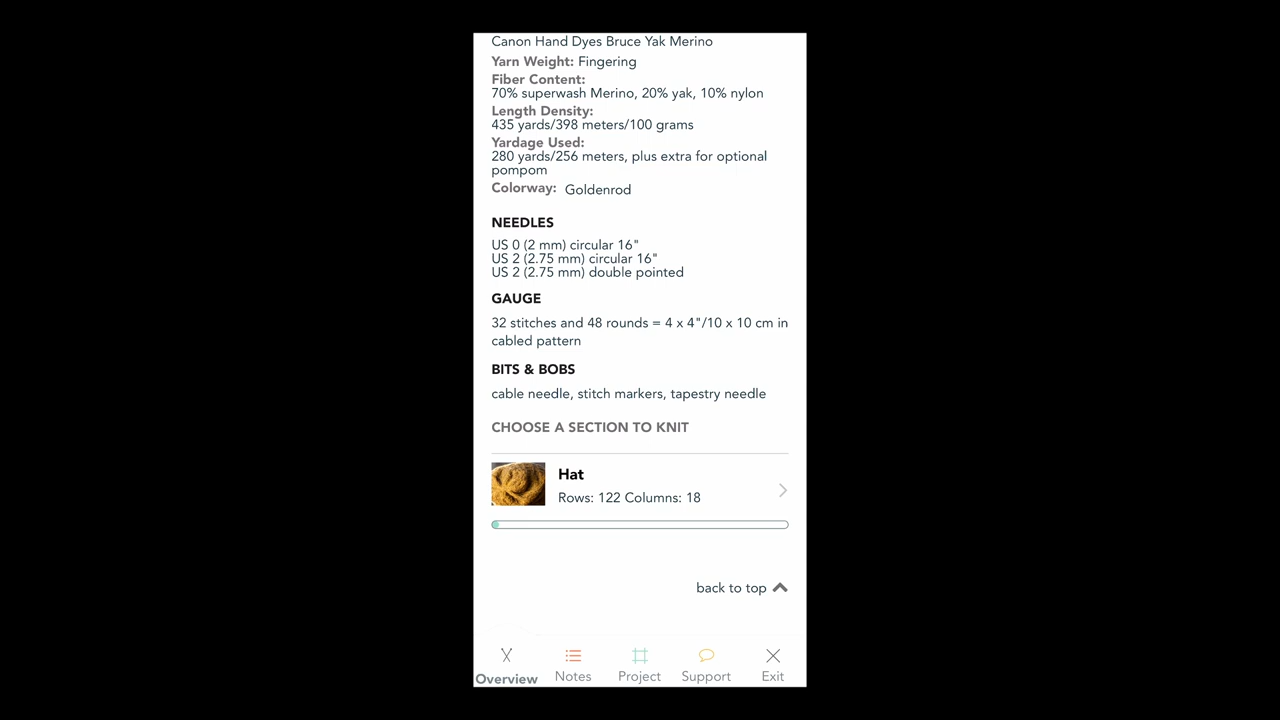 Canon Hand Dyes Bruce Yak Merino
Yarn Weight: Fingering
Fiber Content:
70% superwash Merino, 20% yak, 10% nylon
Length Density:
435 yards/398 meters/100 grams
Yardage Used:
280 yards/256 meters, plus extra for optional
pompom
Colorway: Goldenrod
NEEDLES
US 0 (2 mm) circular 16"
US 2 (2.75 mm) circular 16"
US 2 (2.75 mm) double pointed
GAUGE
32 stitches and 48 rounds = 4 x 4"/10 x 10 cm in
cabled pattern
BITS & BOBS
cable needle, stitch markers, tapestry needle
CHOOSE A SECTION TO KNIT
Hat
Rows: 122 Columns: 18
back to top
Overview Notes Project Support Exit